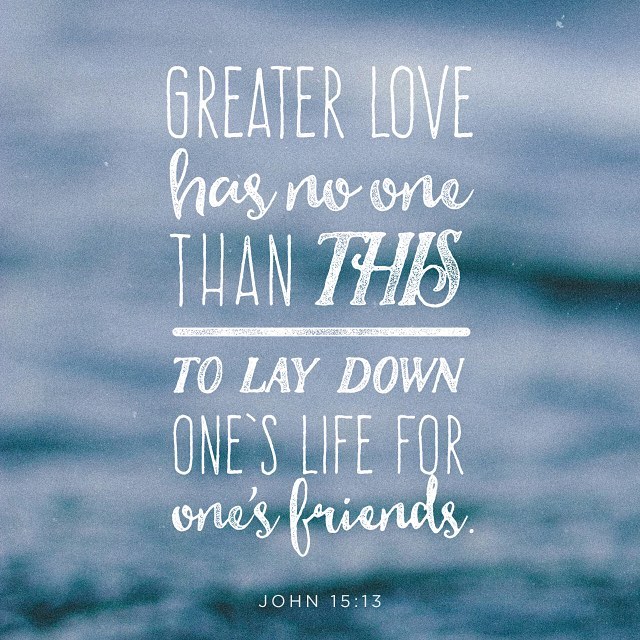 GREATER LOVE
has no one
THAN THIS
TO LAY DOWN
ONE`S LIFE FOR
one's friends.
JOHN 15:13